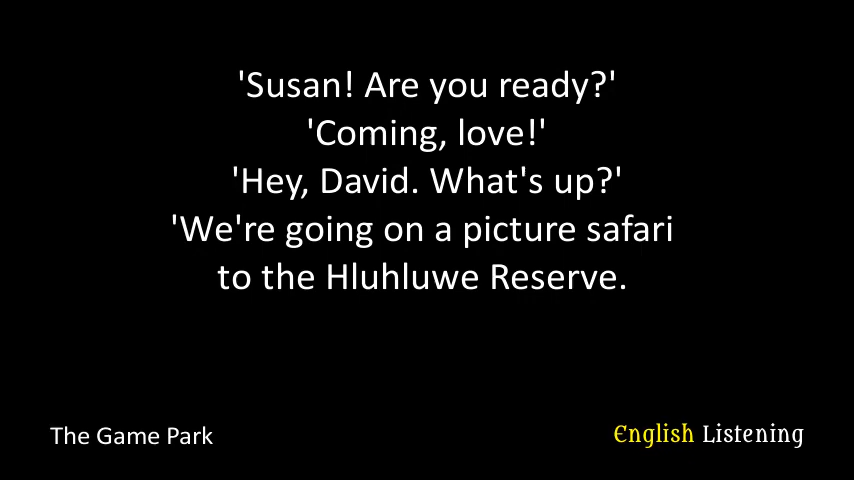 'Susan! Are you ready?'
'Coming, love!'
'Hey, David. What's up?'
'We're going on a picture safari
to the Hluhluwe Reserve.
The Game Park
English Listening